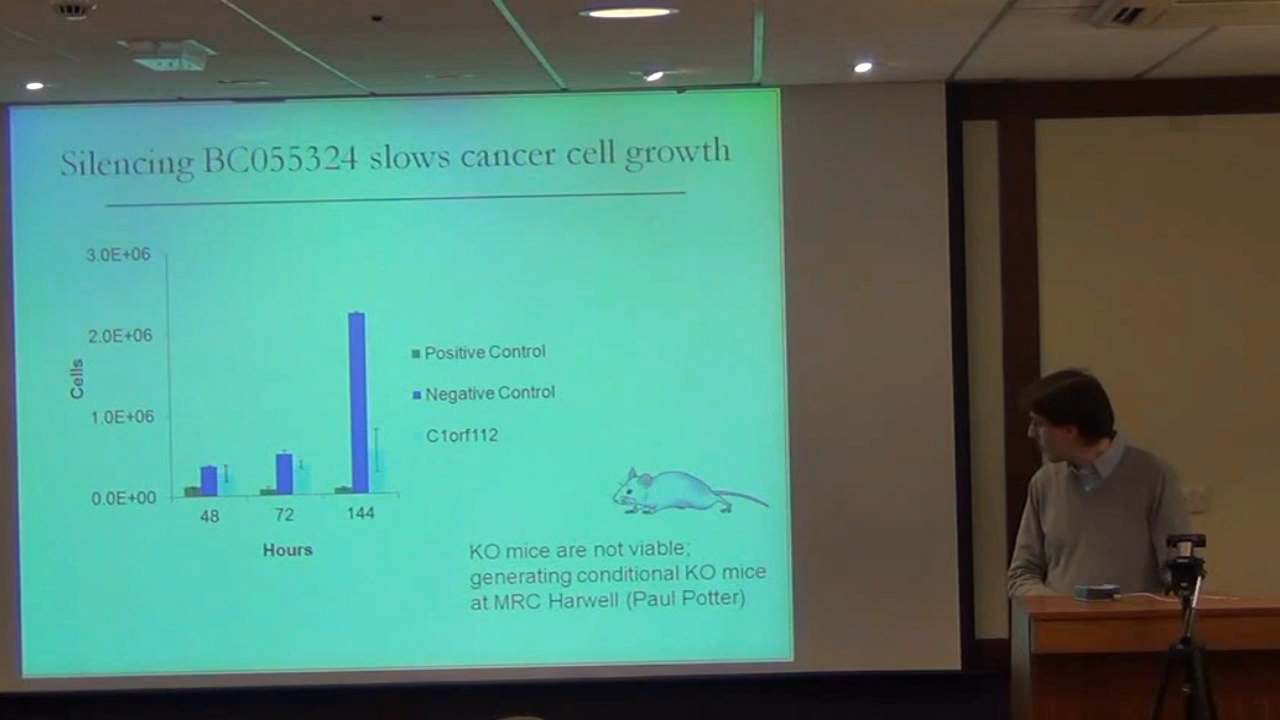 Silencing BC055324 slows cancer cell growth
3.0E+06
2.0E+06
1.0E+06
0.0E+00
Cells
48 72 144
Hours
Positive Control
Negative Control
C1orf112
KO mice are not viable;
generating conditional KO mice
at MRC Harwell (Paul Potter)